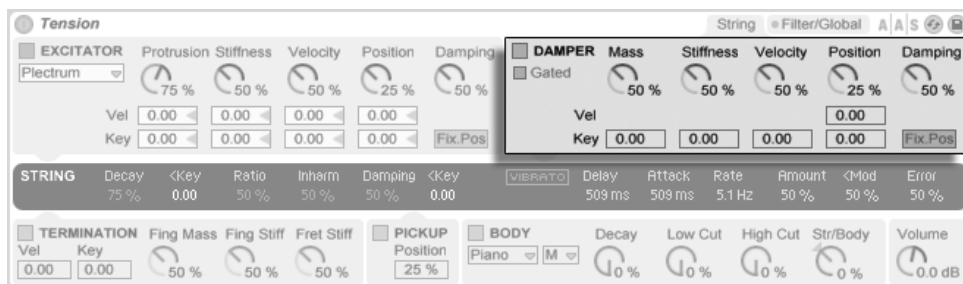 Tension String Filter/Global A A S
EXCITATOR Protrusion Stiffness Velocity Position Damping
Plectrum 75 % 50 % 50 % 25 % 50 %
Vel 0.00 0.00 0.00 0.00
Key 0.00 0.00 0.00 0.00 Fix.Pos
DAMPER Mass Stiffness Velocity Position Damping
Gated 50 % 50 % 50 % 25 % 50 %
Vel 0.00
Key 0.00 0.00 0.00 0.00 Fix.Pos
STRING Decay <Key Ratio Inharm Damping <Key VIBRATO Delay Attack Rate Amount <Mod Error
75 % 0.00 50 % 50 % 50 % 0.00 509 ms 509 ms 5.1 Hz 50 % 50 % 50 %
TERMINATION Fing Mass Fing Stiff Fret Stiff
Vel Key
0.00 0.00 50 % 50 % 50 %
PICKUP
Position
25 %
BODY Decay Low Cut High Cut Str/Body
Piano M 0 % 0 % 0 % 0 %
Volume
0.0 dB